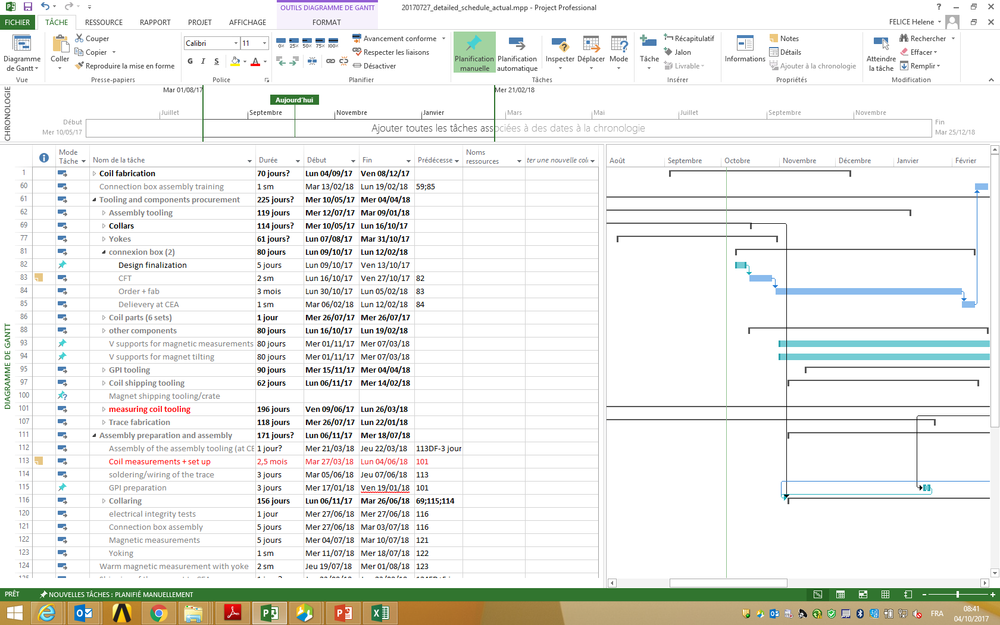 OUTILS DIAGRAMME DE GANTT
20170727_detailed_schedule_actual.mpp - Project Professional
FICHIER TÂCHE RESSOURCE RAPPORT PROJET AFFICHAGE FORMAT FELICE Helene
Diagramme de Gantt
Vue
Coller
Couper
Copier
Reproduire la mise en forme
Presse-papiers
Calibri 11
G I S
Police
0% 25% 50% 75% 100%
Avancement conforme
Respecter les liaisons
Désactiver
Planifier
Planification manuelle
Planification automatique
Inspecter
Déplacer
Mode
Tâches
Tâche
Récapitulatif
Jalon
Livrable
Insérer
Informations
Notes
Détails
Ajouter à la chronologie
Propriétés
Atteindre la tâche
Rechercher
Effacer
Remplir
Modification
CHRONOLOGIE
Mar 01/08/17 Mer 21/02/18
Aujourd'hui
Juillet Septembre Novembre Janvier Mars Mai Juillet Septembre Novembre
Début
Mer 10/05/17
Ajouter toutes les tâches associées à des dates à la chronologie
Fin
Mar 25/12/18
DIAGRAMME DE GANTT
Mode Tâche Nom de la tâche Durée Début Fin Prédécesse Noms ressources ter une nouvelle col
Août Septembre Octobre Novembre Décembre Janvier Février
1 Coil fabrication 70 jours? Lun 04/09/17 Ven 08/12/17
60 Connection box assembly training 1 sm Mar 13/02/18 Lun 19/02/18 59;85
61 Tooling and components procurement 225 jours? Mer 10/05/17 Mer 04/04/18
62 Assembly tooling 119 jours Mer 12/07/17 Mar 09/01/18
69 Collars 114 jours? Mer 10/05/17 Lun 16/10/17
77 Yokes 61 jours? Lun 07/08/17 Mar 31/10/17
81 connexion box (2) 80 jours Lun 09/10/17 Lun 12/02/18
82 Design finalization 5 jours Lun 09/10/17 Ven 13/10/17
83 CFT 2 sm Lun 16/10/17 Ven 27/10/17 82
84 Order + fab 3 mois Lun 30/10/17 Lun 05/02/18 83
85 Delievery at CEA 1 sm Mar 06/02/18 Lun 12/02/18 84
86 Coil parts (6 sets) 1 jour Mer 26/07/17 Mer 26/07/17
88 other components 80 jours Lun 16/10/17 Lun 19/02/18
93 V supports for magnetic measurements 80 jours Mer 01/11/17 Mer 07/03/18
94 V supports for magnet tilting 80 jours Mer 01/11/17 Mer 07/03/18
95 GPI tooling 90 jours Mer 15/11/17 Mer 04/04/18
97 Coil shipping tooling 62 jours Lun 06/11/17 Mer 14/02/18
100 Magnet shipping tooling/crate
101 measuring coil tooling 196 jours Ven 09/06/17 Lun 26/03/18
107 Trace fabrication 118 jours Mer 26/07/17 Lun 22/01/18
111 Assembly preparation and assembly 171 jours? Lun 06/11/17 Mer 18/07/18
112 Assembly of the assembly tooling (at CE 1 jour? Mer 21/03/18 Jeu 22/03/18 113DF-3 jour
113 Coil measurements + set up 2,5 mois Mar 27/03/18 Lun 04/06/18 101
114 soldering/wiring of the trace 3 jours Mar 05/06/18 Jeu 07/06/18 113
115 GPI preparation 3 jours Mer 17/01/18 Ven 19/01/18 101
116 Collaring 156 jours Lun 06/11/17 Mar 26/06/18 69;115;114
120 electrical integrity tests 1 jour Mer 27/06/18 Mer 27/06/18 116
121 Connection box assembly 5 jours Mer 27/06/18 Mar 03/07/18 116
122 Magnetic measurements 5 jours Mer 04/07/18 Mar 10/07/18 121
123 Yoking 1 sm Mer 11/07/18 Mer 18/07/18 122
124 Warm magnetic measurement with yoke 2 sm Jeu 19/07/18 Mer 01/08/18 123
PRÊT NOUVELLES TÂCHES : PLANIFIÉ MANUELLEMENT
FRA
08:41
04/10/2017